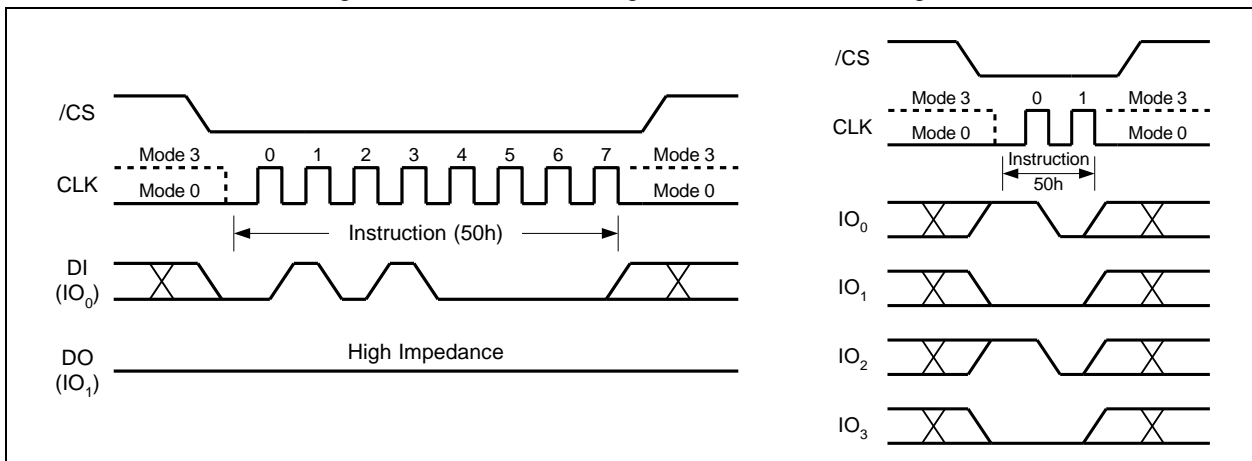 /CS
Mode 3 0 1 2 3 4 5 6 7 Mode 3
CLK
Mode 0 Mode 0
Instruction (50h)
DI
(IO0)
High Impedance
DO
(IO1)
/CS
Mode 3 0 1 Mode 3
CLK
Mode 0 Mode 0
Instruction
50h
IO0
IO1
IO2
IO3